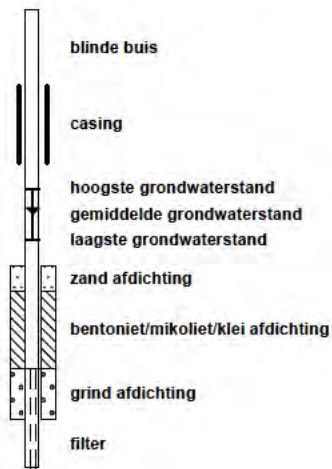 blinde buis
casing
hoogste grondwaterstand
gemiddelde grondwaterstand
laagste grondwaterstand
zand afdichting
bentoniet/mikoliet/klei afdichting
grind afdichting
filter